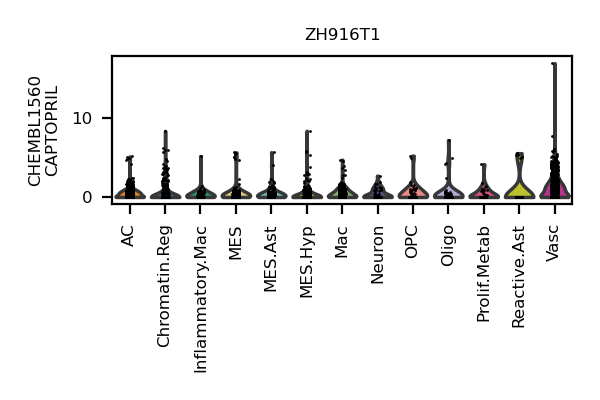 ZH916T1
CHEMBL1560
CAPTOPRIL
10
0
AC
Chromatin.Reg
Inflammatory.Mac
MES
MES.Ast
MES.Hyp
Mac
Neuron
OPC
Oligo
Prolif.Metab
Reactive.Ast
Vasc